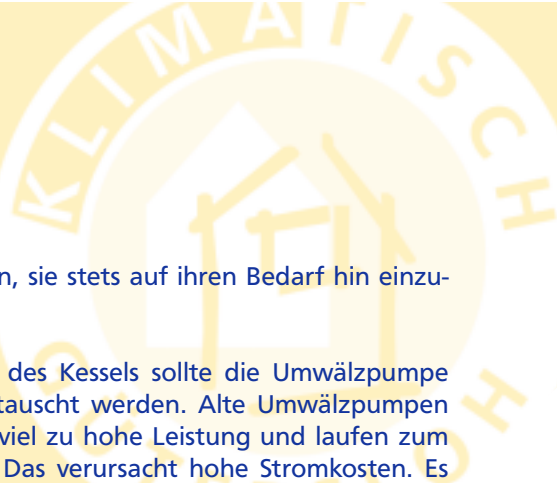 KLIMATISCH
n, sie stets auf ihren Bedarf hin einzu-
des Kessels sollte die Umwälzpumpe
tauscht werden. Alte Umwälzpumpen
viel zu hohe Leistung und laufen zum
Das verursacht hohe Stromkosten. Es